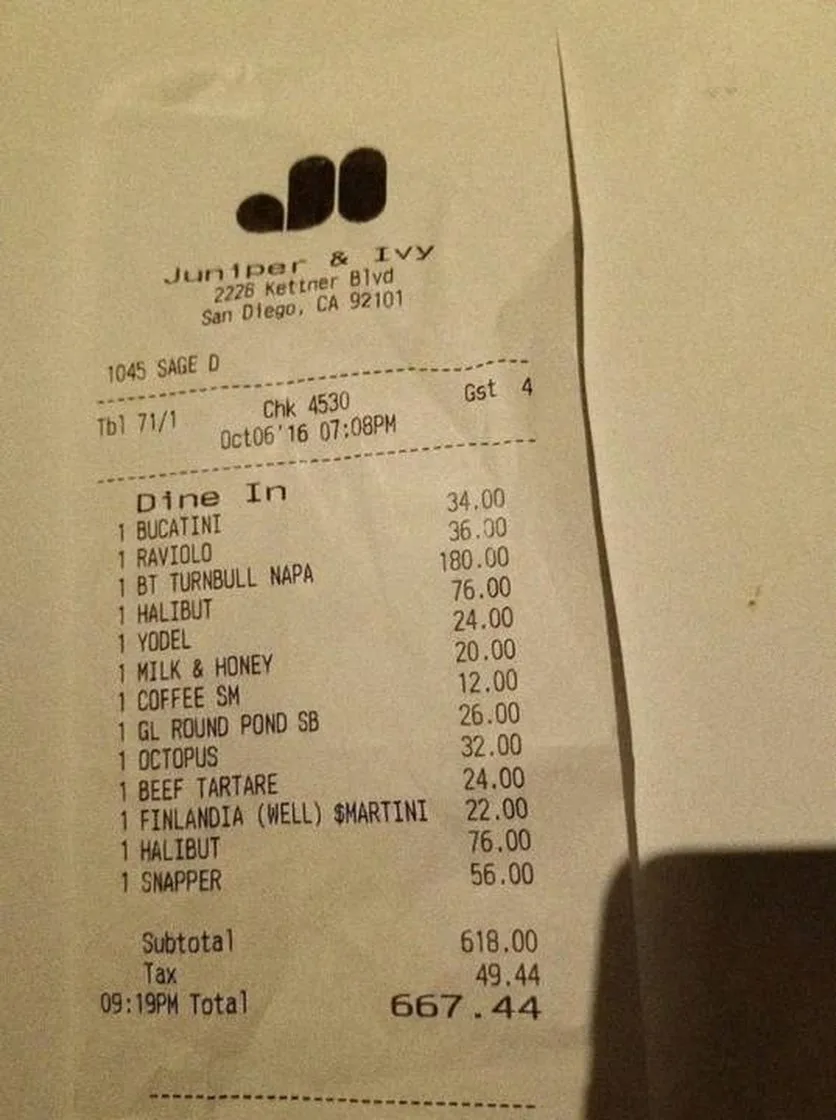 Juniper & Ivy
2228 Kettner Blvd
San Diego, CA 92101
1045 SAGE D
Tbl 71/1 Chk 4530 Gst 4
Oct06'16 07:08PM
Dine In
1 BUCATINI 34.00
1 RAVIOLO 36.00
1 BT TURNBULL NAPA 180.00
1 HALIBUT 76.00
1 YODEL 24.00
1 MILK & HONEY 20.00
1 COFFEE SM 12.00
1 GL ROUND POND SB 26.00
1 OCTOPUS 32.00
1 BEEF TARTARE 24.00
1 FINLANDIA (WELL) $MARTINI 22.00
1 HALIBUT 76.00
1 SNAPPER 56.00
Subtotal 618.00
Tax 49.44
09:19PM Total 667.44